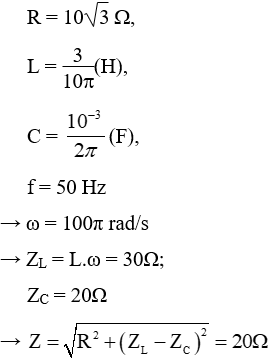 R = 10√3 Ω,
L = 3/10π (H),
C = 10⁻³/2π (F),
f = 50 Hz
→ ω = 100π rad/s
→ Z_L = L.ω = 30Ω;
Z_C = 20Ω
→ Z = √(R² + (Z_L − Z_C)²) = 20Ω